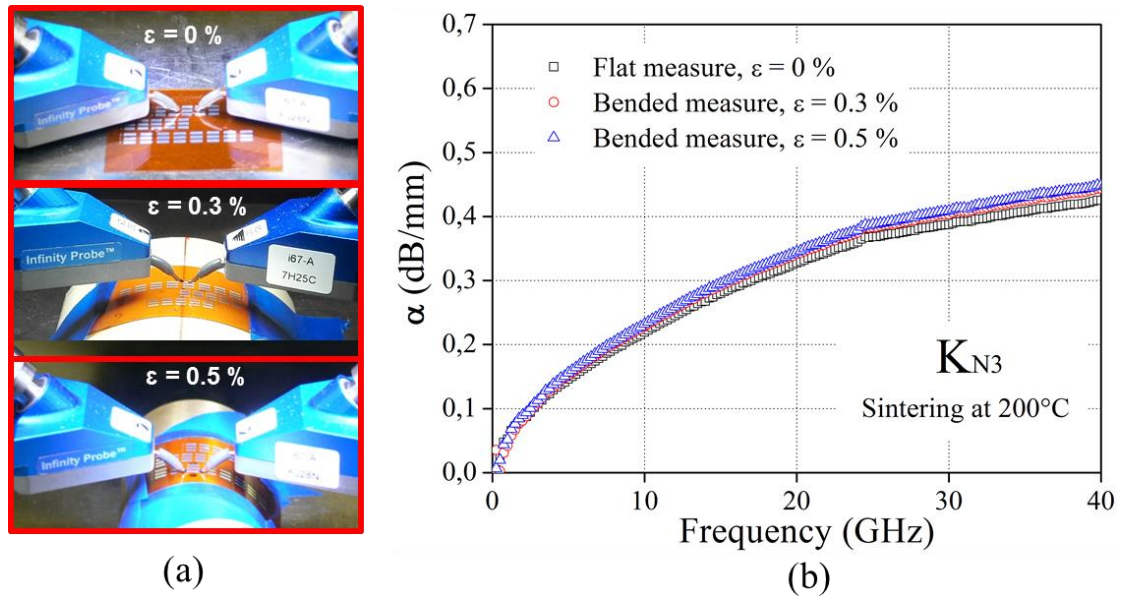 ε = 0 %
Infinity Probe™
ε = 0.3 %
Infinity Probe™
i67-A
7H25C
ε = 0.5 %
Infinity Probe™
(a)
0,7
0,6
0,5
0,4
0,3
0,2
0,1
0,0
α (dB/mm)
Flat measure, ε = 0 %
Bended measure, ε = 0.3 %
Bended measure, ε = 0.5 %
KN3
Sintering at 200°C
0
10
20
30
40
Frequency (GHz)
(b)